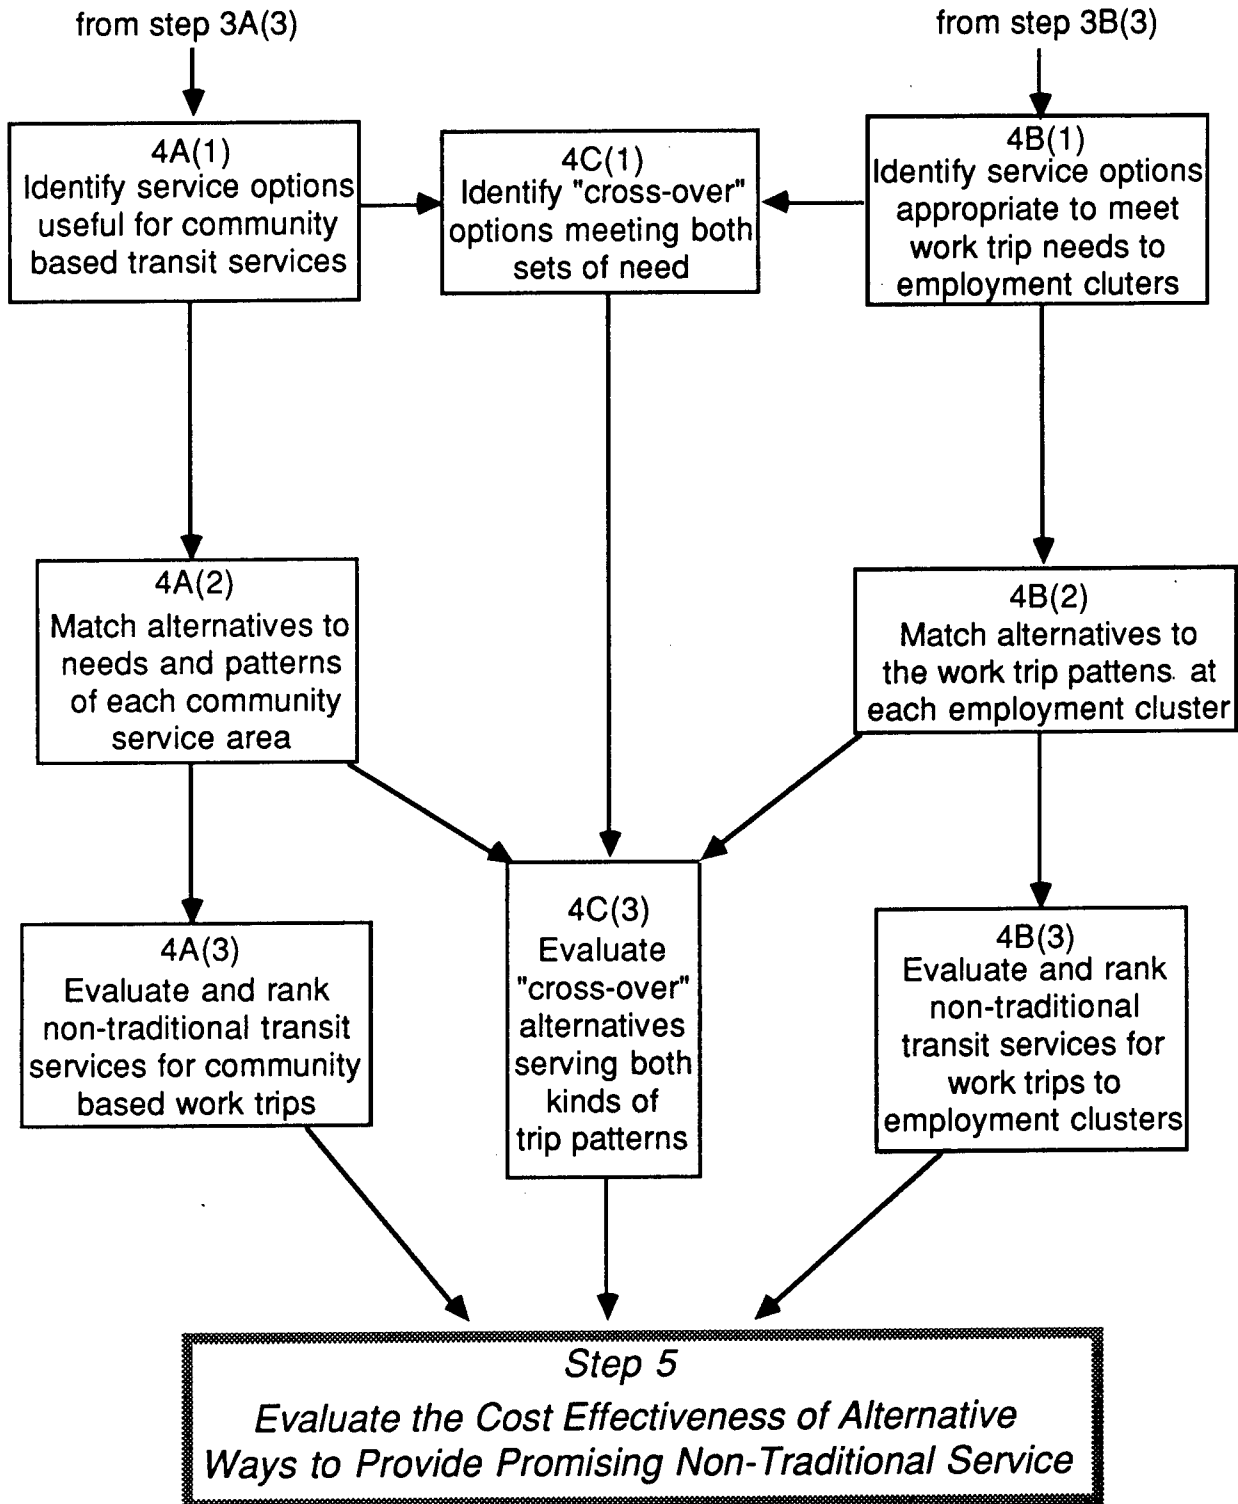 from step 3A(3)
from step 3B(3)
4A(1)
Identify service options
useful for community
based transit services
4C(1)
Identify "cross-over"
options meeting both
sets of need
4B(1)
Identify service options
appropriate to meet
work trip needs to
employment cluters
4A(2)
Match alternatives to
needs and patterns
of each community
service area
4B(2)
Match alternatives to
the work trip pattens. at
each employment cluster
4A(3)
Evaluate and rank
non-traditional transit
services for community
based work trips
4C(3)
Evaluate
"cross-over"
alternatives
serving both
kinds of
trip patterns
4B(3)
Evaluate and rank
non-traditional
transit services for
work trips to
employment clusters
Step 5
Evaluate the Cost Effectiveness of Alternative
Ways to Provide Promising Non-Traditional Service